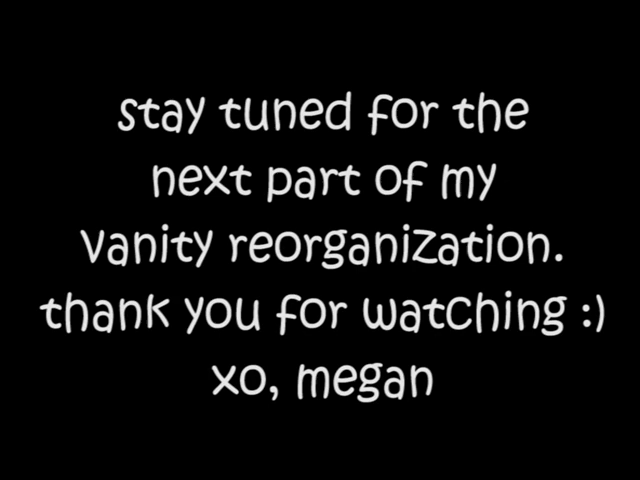 stay tuned for the
next part of my
vanity reorganization.
thank you for watching :)
xo, megan